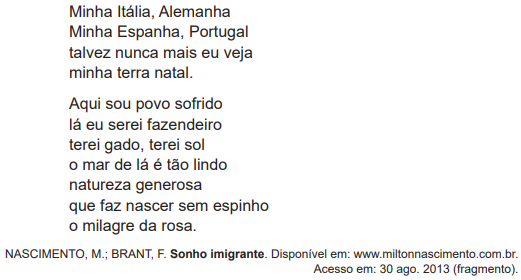 Minha Itália, Alemanha
Minha Espanha, Portugal
talvez nunca mais eu veja
minha terra natal.
Aqui sou povo sofrido
lá eu serei fazendeiro
terei gado, terei sol
o mar de lá é tão lindo
natureza generosa
que faz nascer sem espinho
o milagre da rosa.
NASCIMENTO, M.; BRANT, F. Sonho imigrante. Disponível em: www.miltonnascimento.com.br.
Acesso em: 30 ago. 2013 (fragmento).